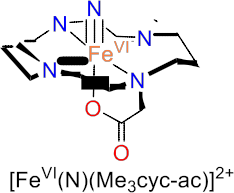 N
N N
Fe^VI
N N
O
O
[Fe^VI(N)(Me₃cyc-ac)]²⁺